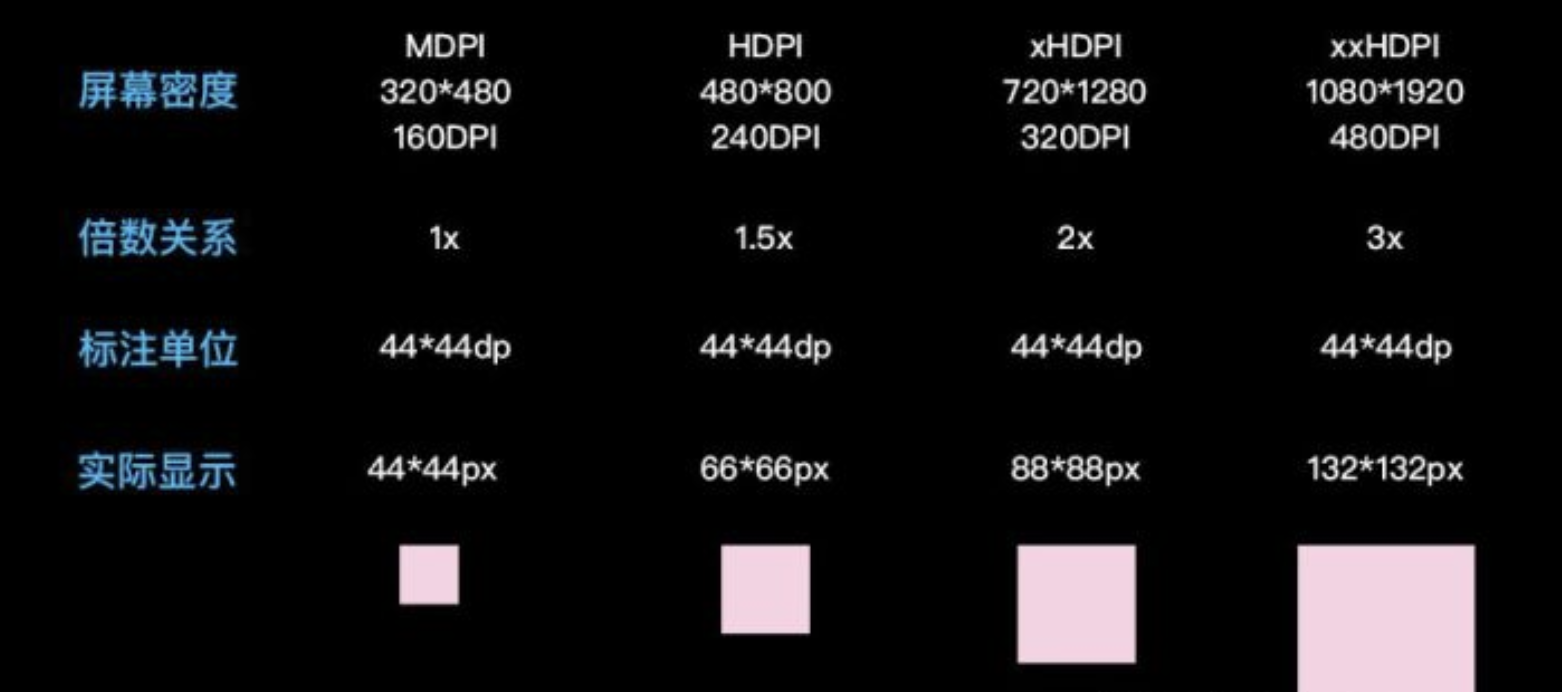 MDPI HDPI xHDPI xxHDPI
屏幕密度 320*480 480*800 720*1280 1080*1920
160DPI 240DPI 320DPI 480DPI
倍数关系 1x 1.5x 2x 3x
标注单位 44*44dp 44*44dp 44*44dp 44*44dp
实际显示 44*44px 66*66px 88*88px 132*132px